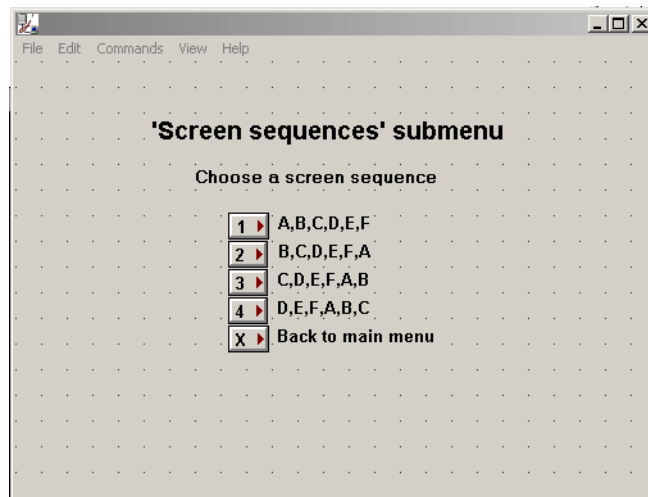 File Edit Commands View Help
'Screen sequences' submenu
Choose a screen sequence
1 A,B,C,D,E,F
2 B,C,D,E,F,A
3 C,D,E,F,A,B
4 D,E,F,A,B,C
X Back to main menu